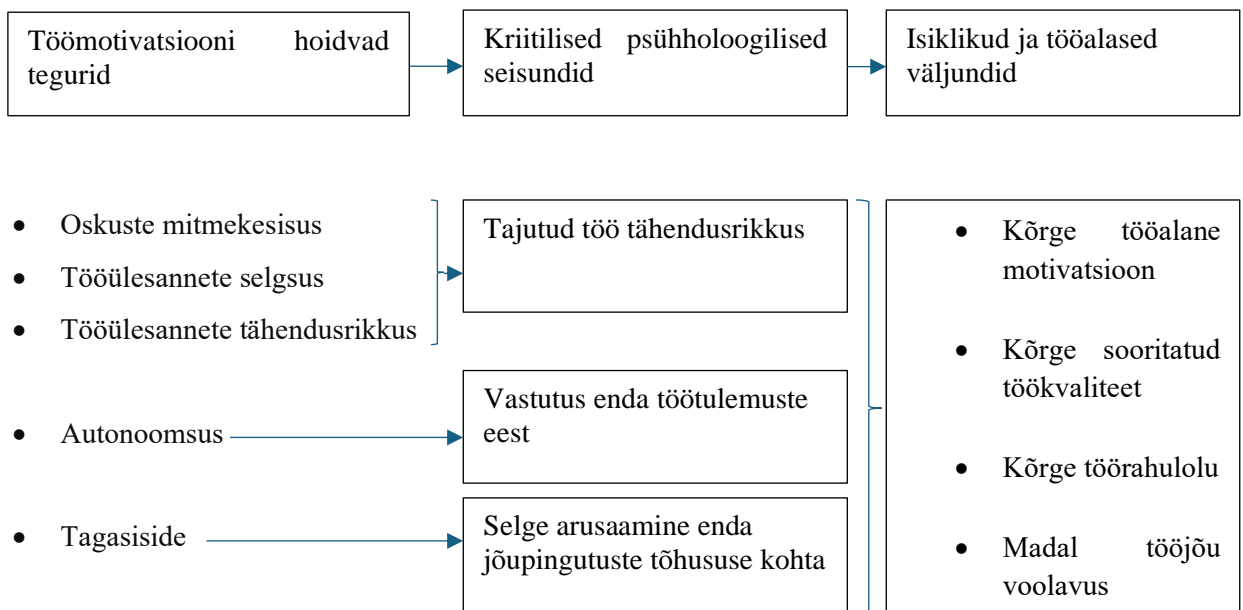 Töömotivatsiooni hoidvad
tegurid
Kriitilised psühholoogilised
seisundid
Isiklikud ja tööalased
väljundid
Oskuste mitmekesisus
Tööülesannete selgsus
Tööülesannete tähendusrikkus
Autonoomsus
Tagasiside
Tajutud töö tähendusrikkus
Vastutus enda töötulemuste
eest
Selge arusaamine enda
jõupingutuste tõhususe kohta
Kõrge tööalane
motivatsioon
Kõrge sooritatud
töökvaliteet
Kõrge töörahulolu
Madal tööjõu
voolavus